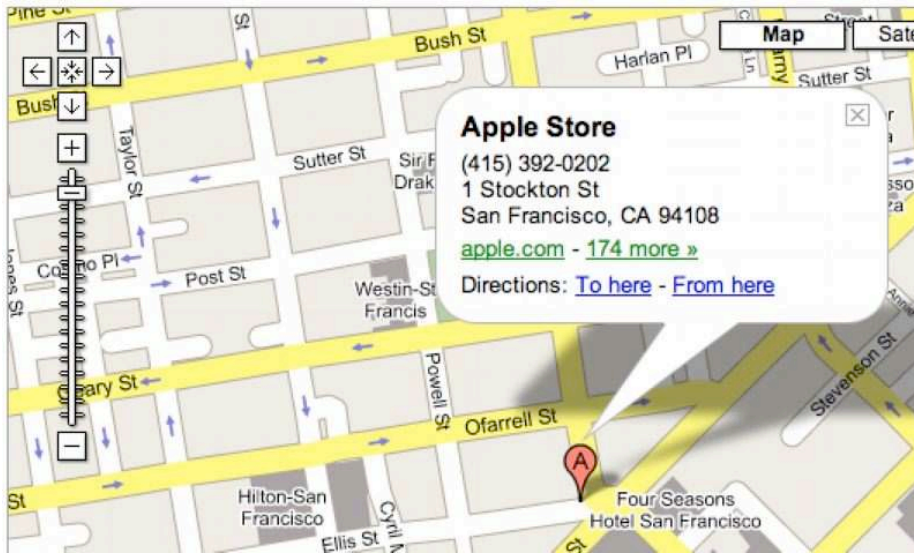 Pine St
St
Bush St
Map
Harlan Pl
Sutter St
Bush
Apple Store
(415) 392-0202
1 Stockton St
San Francisco, CA 94108
apple.com - 174 more »
Directions: To here - From here
Taylor St
Sutter St
Post St
Westin-St
Francis
Geary St
Powell St
Stevenson St
Ofarrell St
A
St
Hilton-San
Francisco
Four Seasons
Hotel San Francisco
Ellis St
St